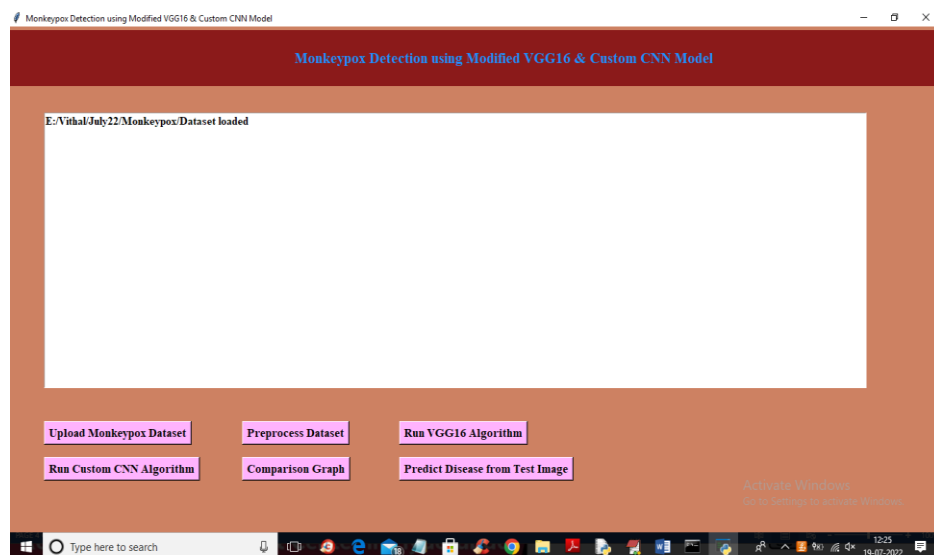 Monkeypox Detection using Modified VGG16 & Custom CNN Model
Monkeypox Detection using Modified VGG16 & Custom CNN Model
E:/Vithal/July22/Monkeypox/Dataset loaded
Upload Monkeypox Dataset
Preprocess Dataset
Run VGG16 Algorithm
Run Custom CNN Algorithm
Comparison Graph
Predict Disease from Test Image
Activate Windows
Go to Settings to activate Windows.
Type here to search
18
12:25
19-07-2022